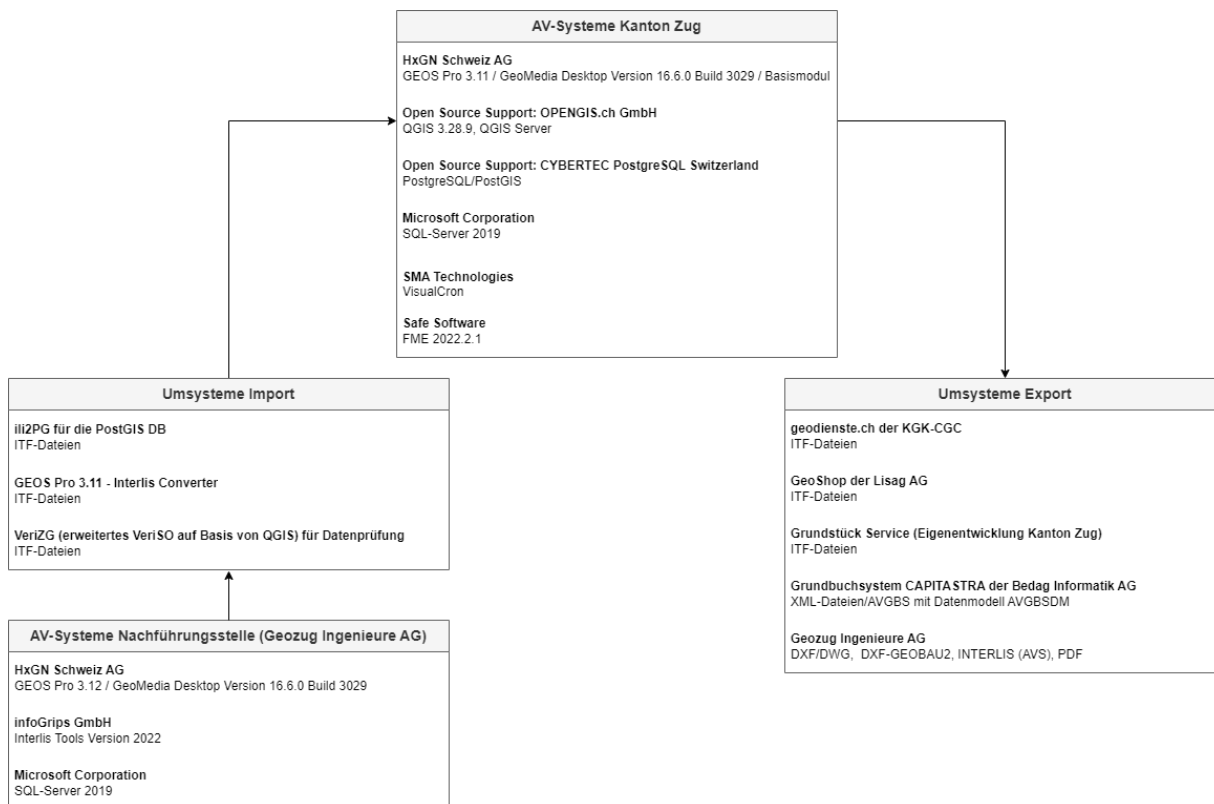 AV-Systeme Kanton Zug
HxGN Schweiz AG
GEOS Pro 3.11 / GeoMedia Desktop Version 16.6.0 Build 3029 / Basismodul
Open Source Support: OPENGIS.ch GmbH
QGIS 3.28.9, QGIS Server
Open Source Support: CYBERTEC PostgreSQL Switzerland
PostgreSQL/PostGIS
Microsoft Corporation
SQL-Server 2019
SMA Technologies
VisualCron
Safe Software
FME 2022.2.1
Umsysteme Import
ili2PG für die PostGIS DB
ITF-Dateien
GEOS Pro 3.11 - Interlis Converter
ITF-Dateien
VeriZG (erweitertes VeriSO auf Basis von QGIS) für Datenprüfung
ITF-Dateien
AV-Systeme Nachführungsstelle (Geozug Ingenieure AG)
HxGN Schweiz AG
GEOS Pro 3.12 / GeoMedia Desktop Version 16.6.0 Build 3029
infoGrips GmbH
Interlis Tools Version 2022
Microsoft Corporation
SQL-Server 2019
Umsysteme Export
geodienste.ch der KGK-CGC
ITF-Dateien
GeoShop der Lisag AG
ITF-Dateien
Grundstück Service (Eigenentwicklung Kanton Zug)
ITF-Dateien
Grundbuchsystem CAPITASTRA der Bedag Informatik AG
XML-Dateien/AVGBS mit Datenmodell AVGBSDM
Geozug Ingenieure AG
DXF/DWG, DXF-GEOBAU2, INTERLIS (AVS), PDF